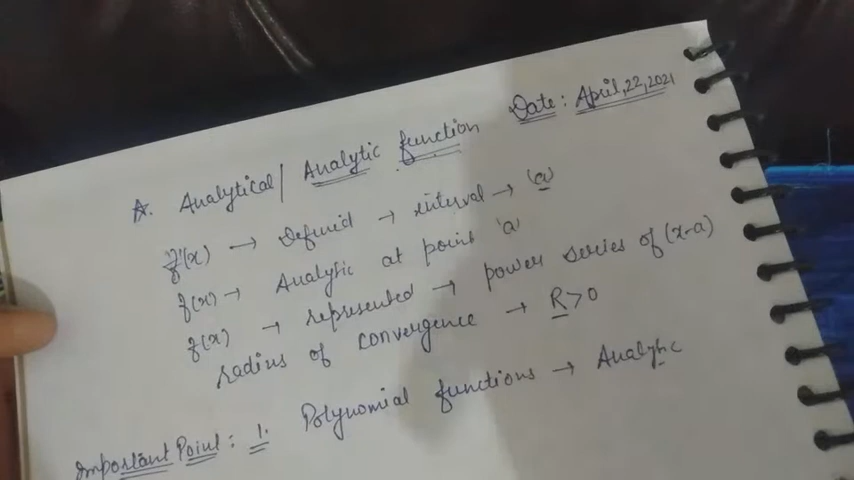 Date: April,22,2021
☆. Analytical/ Analytic function
"f"(x) → Defined → interval → 'a'
f(x) → Analytic at point 'a'
f(x) → represented → power series of (x-a)
radius of convergence → R>0
Important Point: 1. Polynomial functions → Analytic